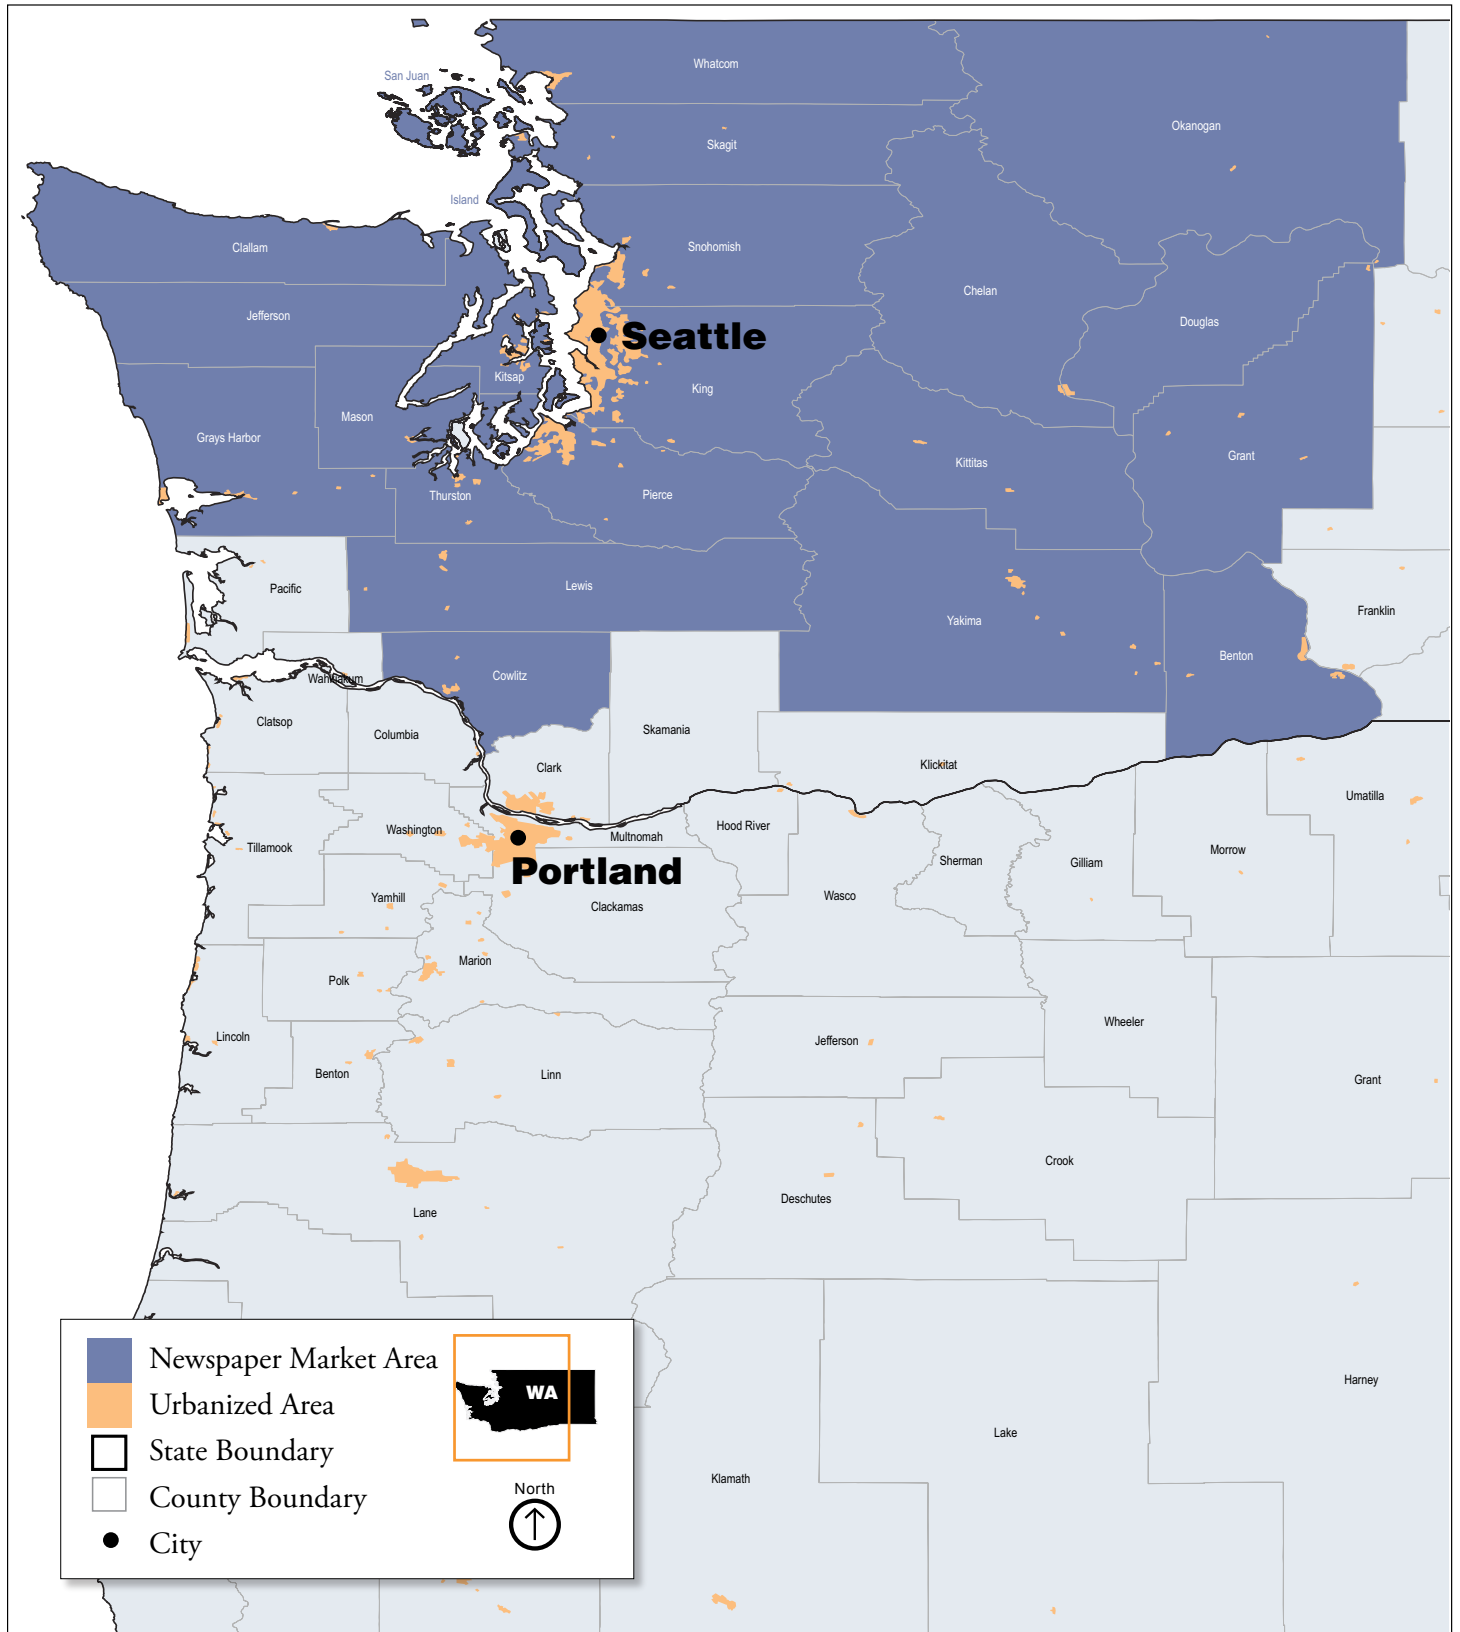 Whatcom
San Juan
Okanogan
Skagit
Island
Clallam
Snohomish
Chelan
Jefferson
Douglas
Seattle
Kitsap
King
Mason
Grays Harbor
Grant
Kittitas
Thurston
Pierce
Lewis
Pacific
Franklin
Yakima
Benton
Cowlitz
Wahkiakum
Clatsop
Skamania
Columbia
Klickitat
Clark
Umatilla
Hood River
Washington
Multnomah
Tillamook
Morrow
Sherman
Gilliam
Portland
Yamhill
Wasco
Clackamas
Marion
Polk
Wheeler
Lincoln
Jefferson
Benton
Linn
Grant
Crook
Deschutes
Lane
Newspaper Market Area
Urbanized Area
State Boundary
County Boundary
City
WA
North
Harney
Lake
Klamath